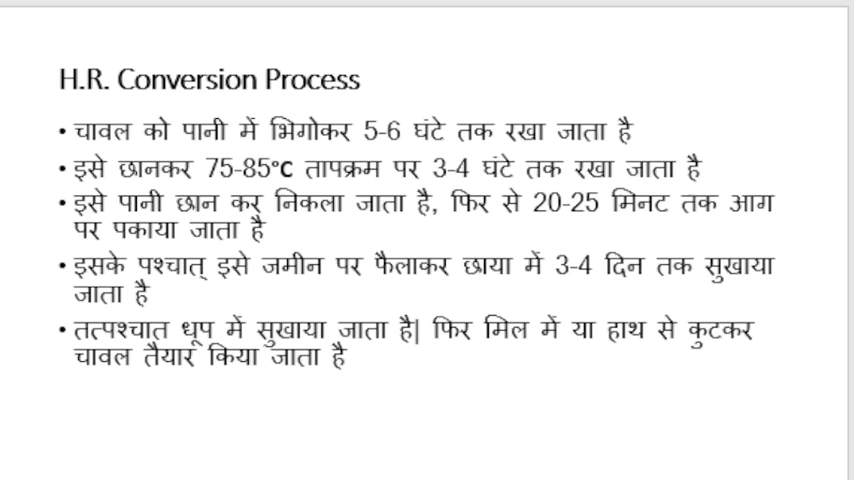 H.R. Conversion Process
• चावल को पानी में भिगोकर 5-6 घंटे तक रखा जाता है
• इसे छानकर 75-85°C तापक्रम पर 3-4 घंटे तक रखा जाता है
• इसे पानी छान कर निकला जाता है, फिर से 20-25 मिनट तक आग
पर पकाया जाता है
• इसके पश्चात् इसे जमीन पर फैलाकर छाया में 3-4 दिन तक सुखाया
जाता है
• तत्पश्चात धूप में सुखाया जाता है| फिर मिल में या हाथ से कुटकर
चावल तैयार किया जाता है